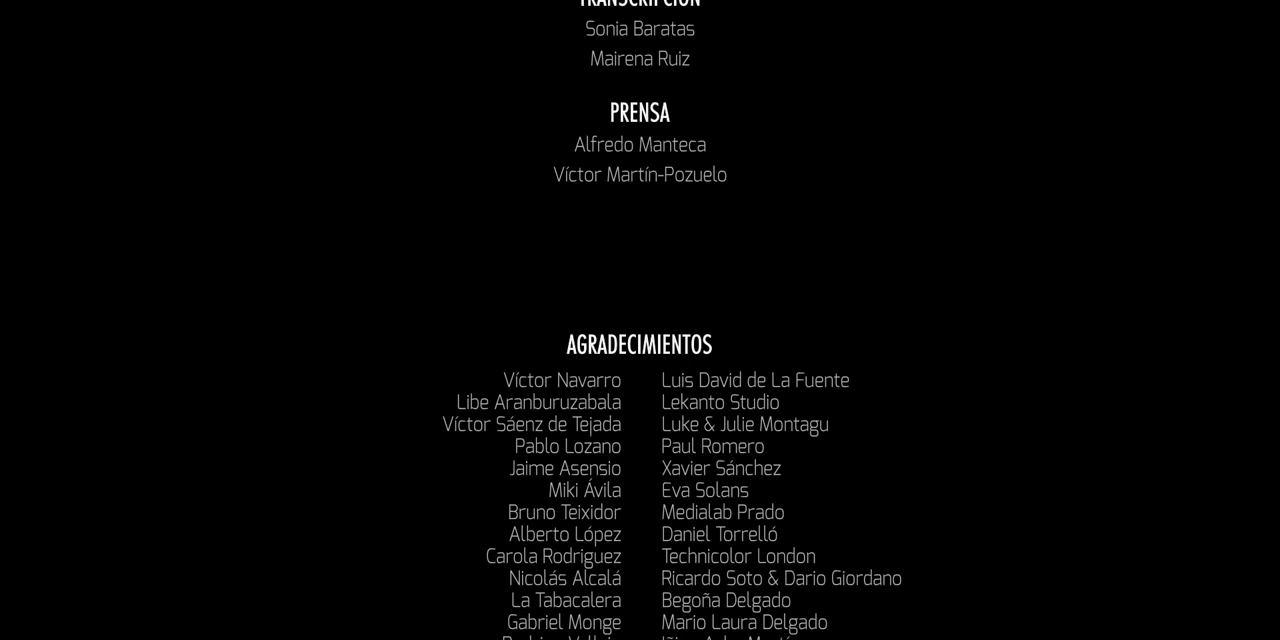 TRANSCRIPCIÓN
Sonia Baratas
Mairena Ruiz
PRENSA
Alfredo Manteca
Víctor Martín-Pozuelo
AGRADECIMIENTOS
Víctor Navarro Luis David de La Fuente
Libe Aranburuzabala Lekanto Studio
Víctor Sáenz de Tejada Luke & Julie Montagu
Pablo Lozano Paul Romero
Jaime Asensio Xavier Sánchez
Miki Ávila Eva Solans
Bruno Teixidor Medialab Prado
Alberto López Daniel Torrelló
Carola Rodriguez Technicolor London
Nicolás Alcalá Ricardo Soto & Dario Giordano
La Tabacalera Begoña Delgado
Gabriel Monge Mario Laura Delgado